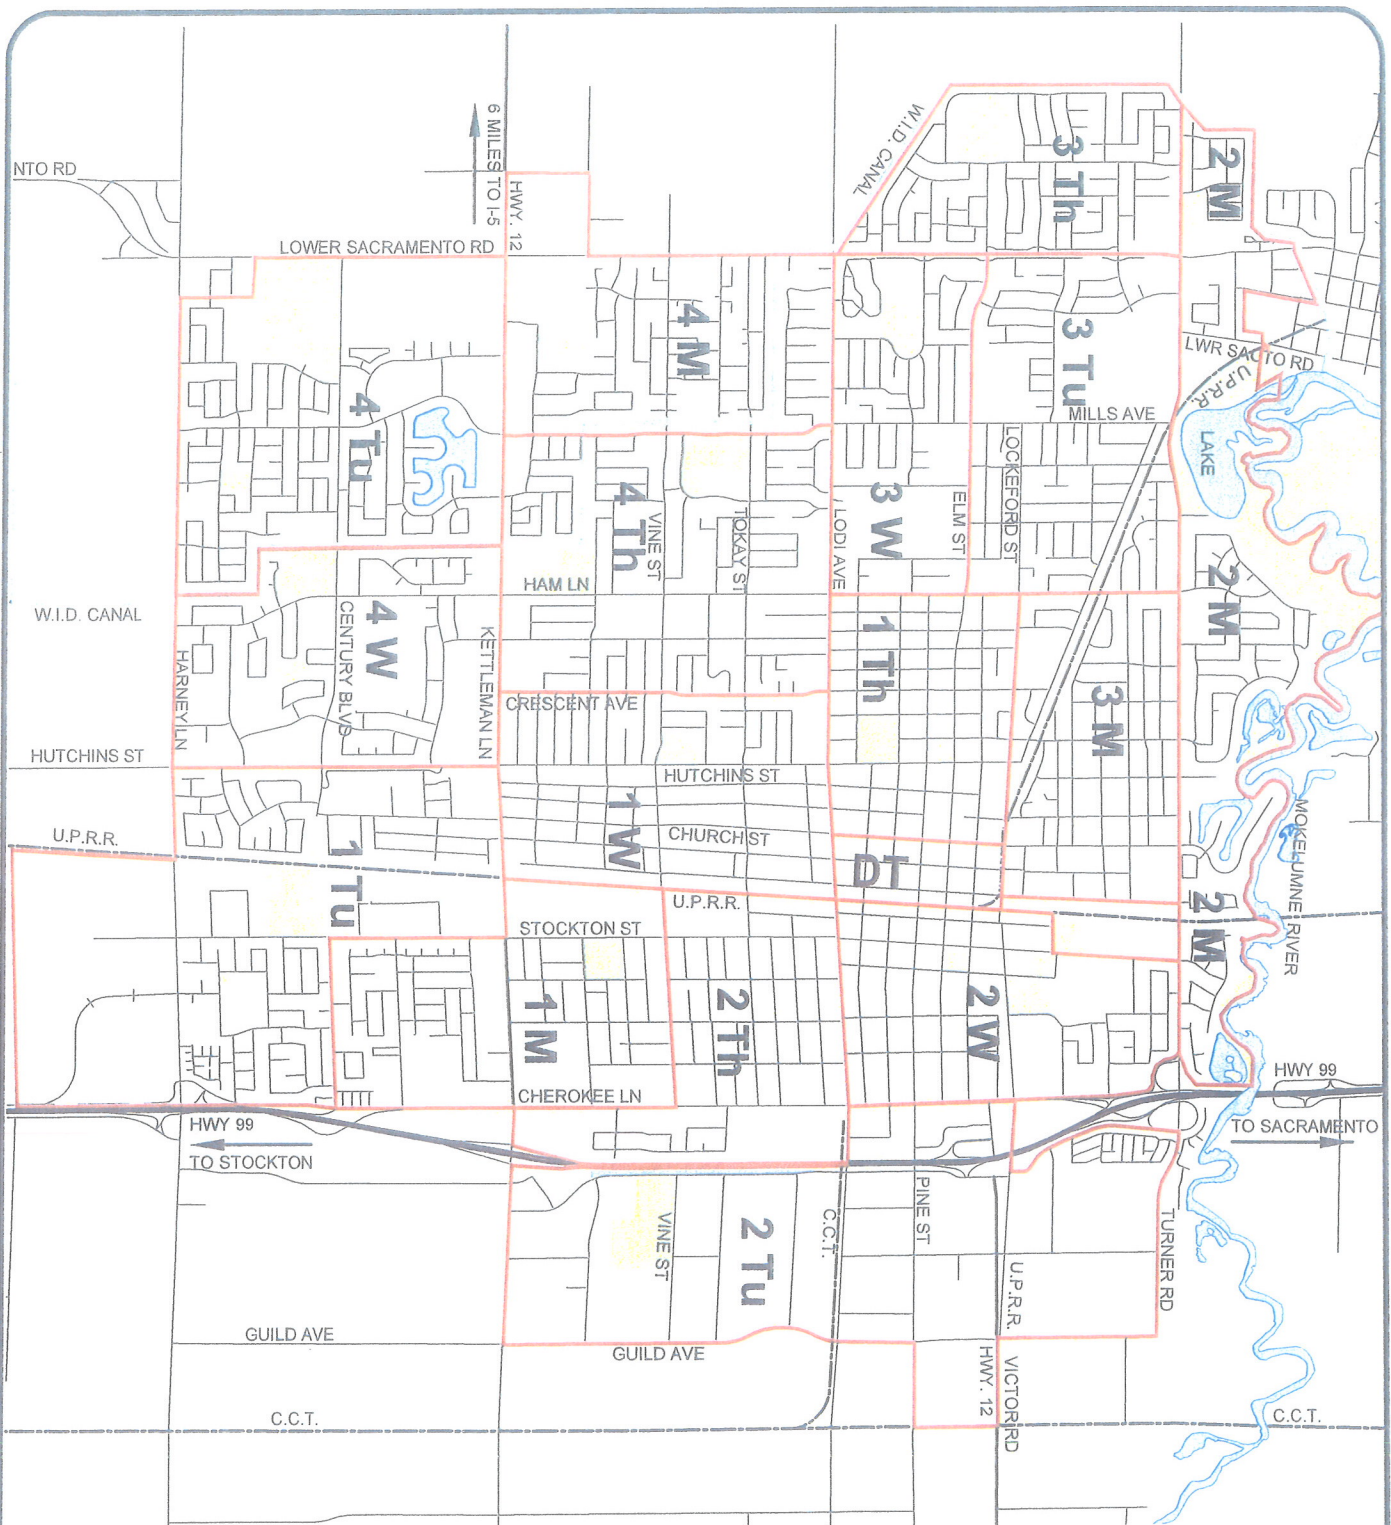 NTO RD
6 MILES TO I-5
HWY. 12
LOWER SACRAMENTO RD
W.I.D. CANAL
3 Th
2 M
4 M
3 Tu
LWR SACTO RD
U.P.R.R.
MILLS AVE
LAKE
4 Tu
4 Th
VINE ST
TOKAY ST
LODI AVE
3 W
ELM ST
LOCKEFORD ST
HAM LN
2 M
W.I.D. CANAL
4 W
CENTURY BLVD
KETTLEMAN LN
HARNEY LN
1 Th
3 M
CRESCENT AVE
HUTCHINS ST
HUTCHINS ST
1 W
CHURCH ST
MOKELUMNE RIVER
U.P.R.R.
1 Tu
DT
U.P.R.R.
2 M
STOCKTON ST
1 M
2 Th
2 W
CHEROKEE LN
HWY 99
HWY 99
TO STOCKTON
TO SACRAMENTO
PINE ST
C.C.T.
VINE ST
2 Tu
TURNER RD
U.P.R.R.
GUILD AVE
GUILD AVE
HWY. 12
VICTOR RD
C.C.T.
C.C.T.